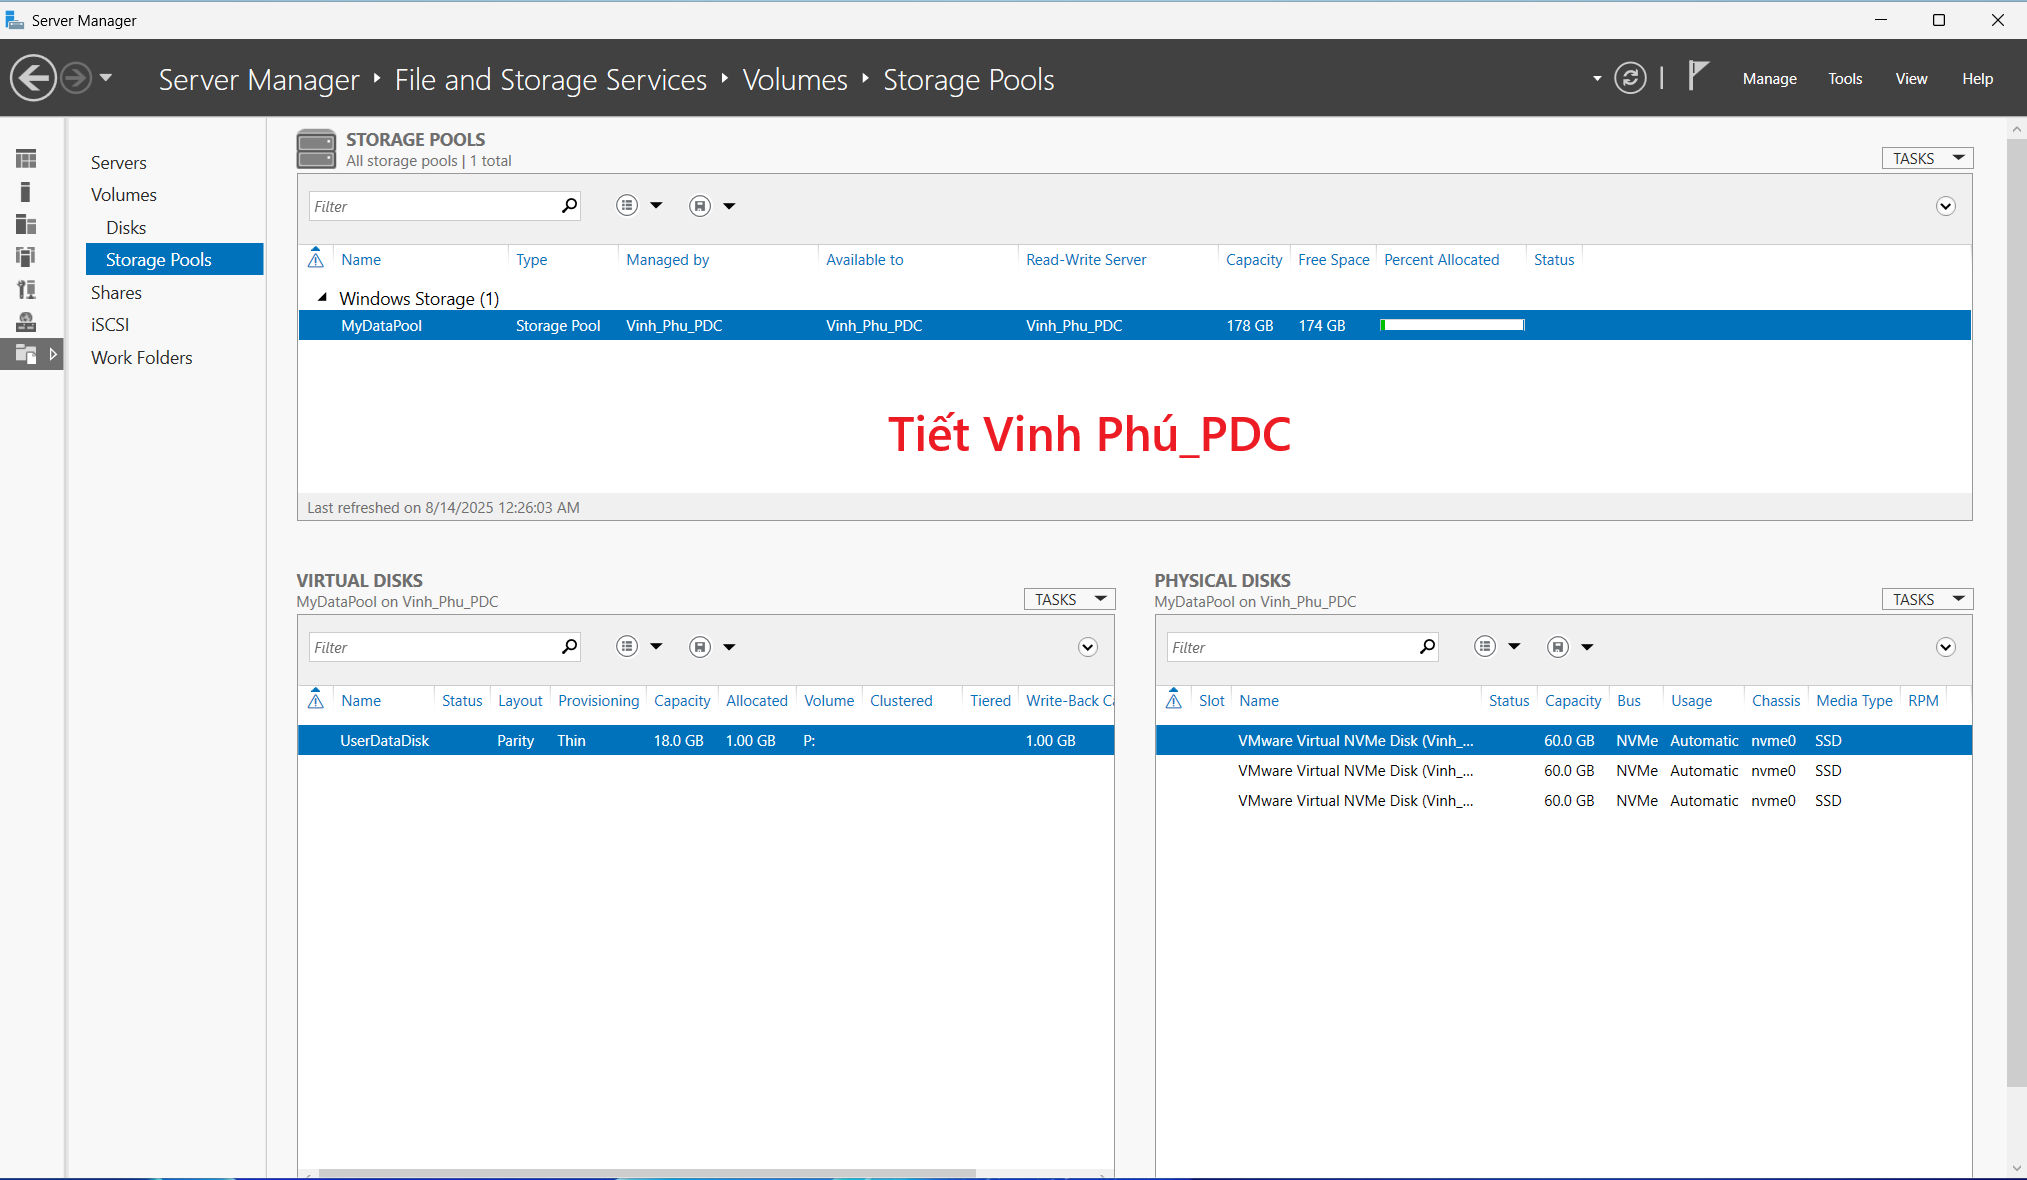 Server Manager
Server Manager ‣ File and Storage Services ‣ Volumes ‣ Storage Pools
Manage Tools View Help
Servers
Volumes
Disks
Storage Pools
Shares
iSCSI
Work Folders
STORAGE POOLS
All storage pools | 1 total
TASKS
Filter
Name Type Managed by Available to Read-Write Server Capacity Free Space Percent Allocated Status
Windows Storage (1)
MyDataPool Storage Pool Vinh_Phu_PDC Vinh_Phu_PDC Vinh_Phu_PDC 178 GB 174 GB
Tiết Vinh Phú_PDC
Last refreshed on 8/14/2025 12:26:03 AM
VIRTUAL DISKS
MyDataPool on Vinh_Phu_PDC
TASKS
Filter
Name Status Layout Provisioning Capacity Allocated Volume Clustered Tiered Write-Back
UserDataDisk Parity Thin 18.0 GB 1.00 GB P: 1.00 GB
PHYSICAL DISKS
MyDataPool on Vinh_Phu_PDC
TASKS
Filter
Slot Name Status Capacity Bus Usage Chassis Media Type RPM
VMware Virtual NVMe Disk (Vinh_... 60.0 GB NVMe Automatic nvme0 SSD
VMware Virtual NVMe Disk (Vinh_... 60.0 GB NVMe Automatic nvme0 SSD
VMware Virtual NVMe Disk (Vinh_... 60.0 GB NVMe Automatic nvme0 SSD